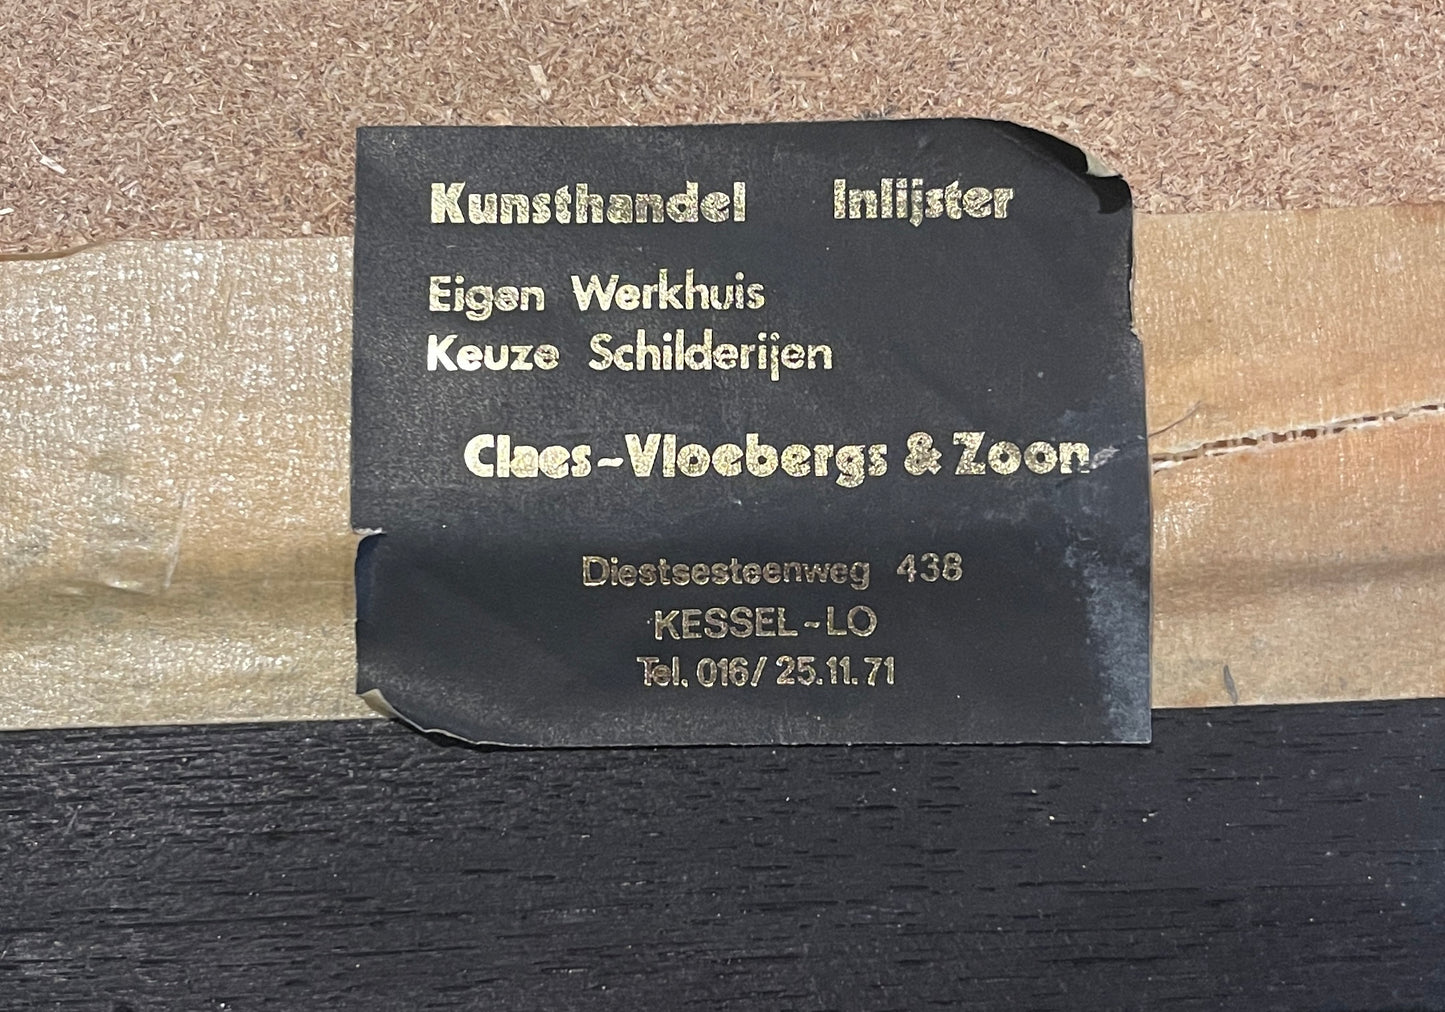 Kunsthandel Inlijster
Eigen Werkhuis
Keuze Schilderijen
Claes-Vloebergs & Zoon
Diestsesteenweg 438
KESSEL-LO
Tel. 016/ 25.11.71